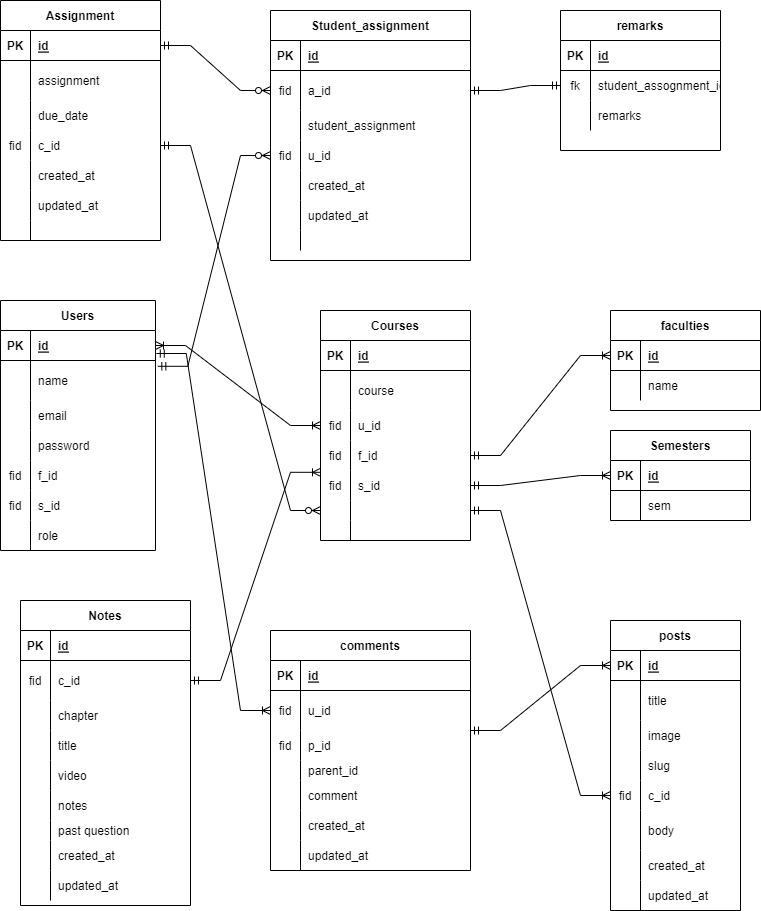 Assignment
PK id
assignment
due_date
fid c_id
created_at
updated_at
Student_assignment
PK id
fid a_id
student_assignment
fid u_id
created_at
updated_at
remarks
PK id
fk student_assognment_i
remarks
Users
PK id
name
email
password
fid f_id
fid s_id
role
Courses
PK id
course
fid u_id
fid f_id
fid s_id
faculties
PK id
name
Semesters
PK id
sem
Notes
PK id
fid c_id
chapter
title
video
notes
past question
created_at
updated_at
comments
PK id
fid u_id
fid p_id
parent_id
comment
created_at
updated_at
posts
PK id
title
image
slug
fid c_id
body
created_at
updated_at